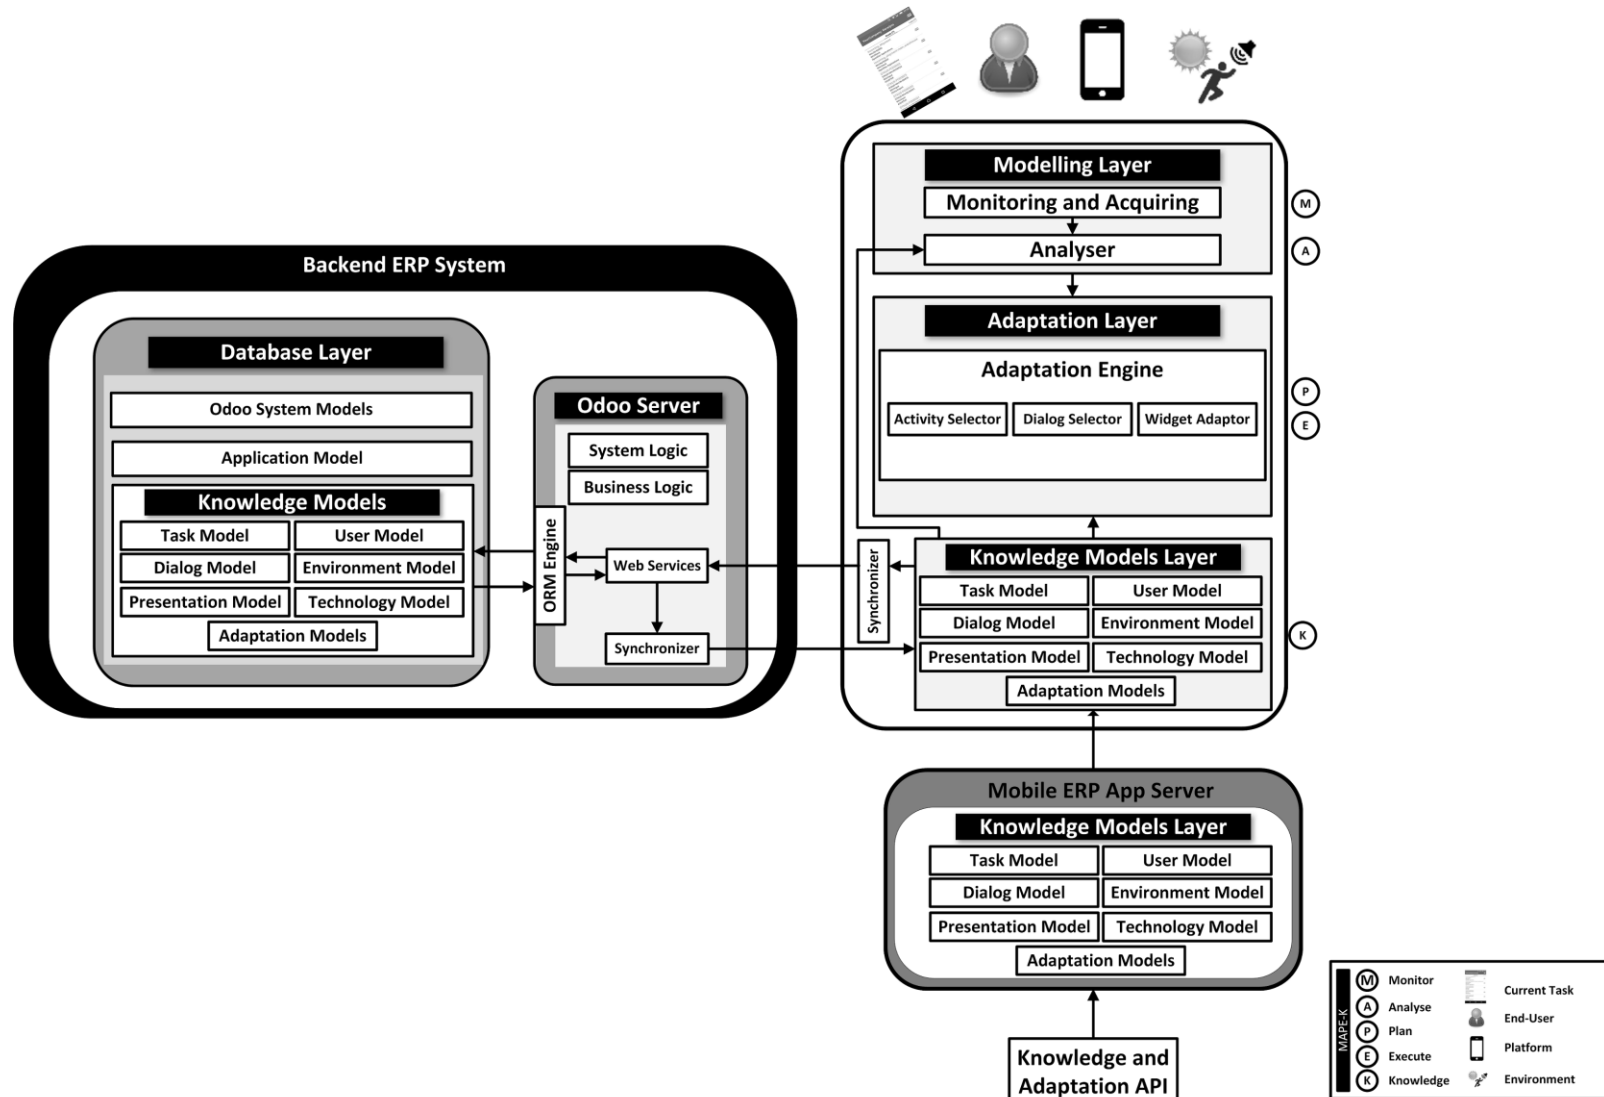 Modelling Layer
Monitoring and Acquiring
M
Analyser
A
Adaptation Layer
Adaptation Engine
P
Activity Selector
Dialog Selector
Widget Adaptor
E
Backend ERP System
Database Layer
Odoo System Models
Application Model
Knowledge Models
Task Model
User Model
Dialog Model
Environment Model
Presentation Model
Technology Model
Adaptation Models
Odoo Server
System Logic
Business Logic
ORM Engine
Web Services
Synchronizer
Synchronizer
Knowledge Models Layer
Task Model
User Model
Dialog Model
Environment Model
K
Presentation Model
Technology Model
Adaptation Models
Mobile ERP App Server
Knowledge Models Layer
Task Model
User Model
Dialog Model
Environment Model
Presentation Model
Technology Model
Adaptation Models
Knowledge and
Adaptation API
MAPE-K
M Monitor
A Analyse
P Plan
E Execute
K Knowledge
Current Task
End-User
Platform
Environment